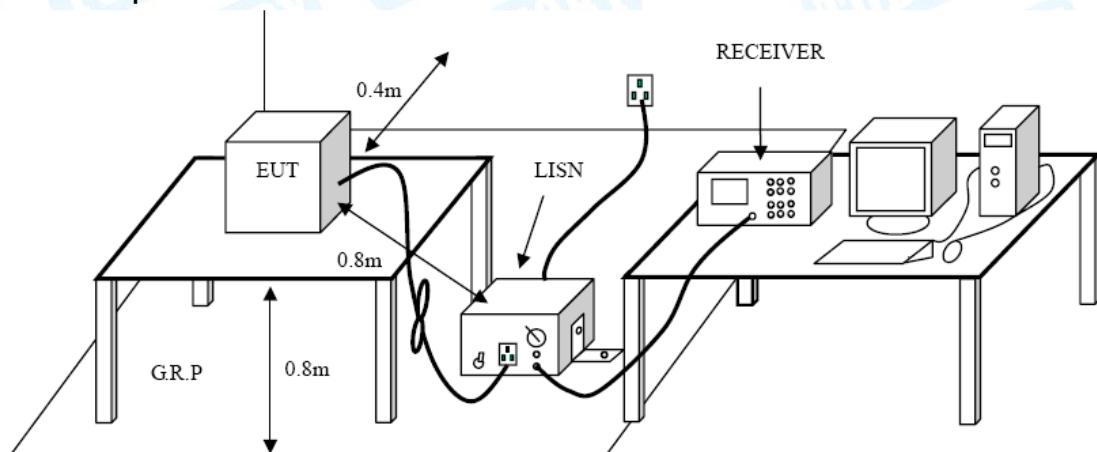 RECEIVER
0.4m
EUT
LISN
0.8m
G.R.P
0.8m